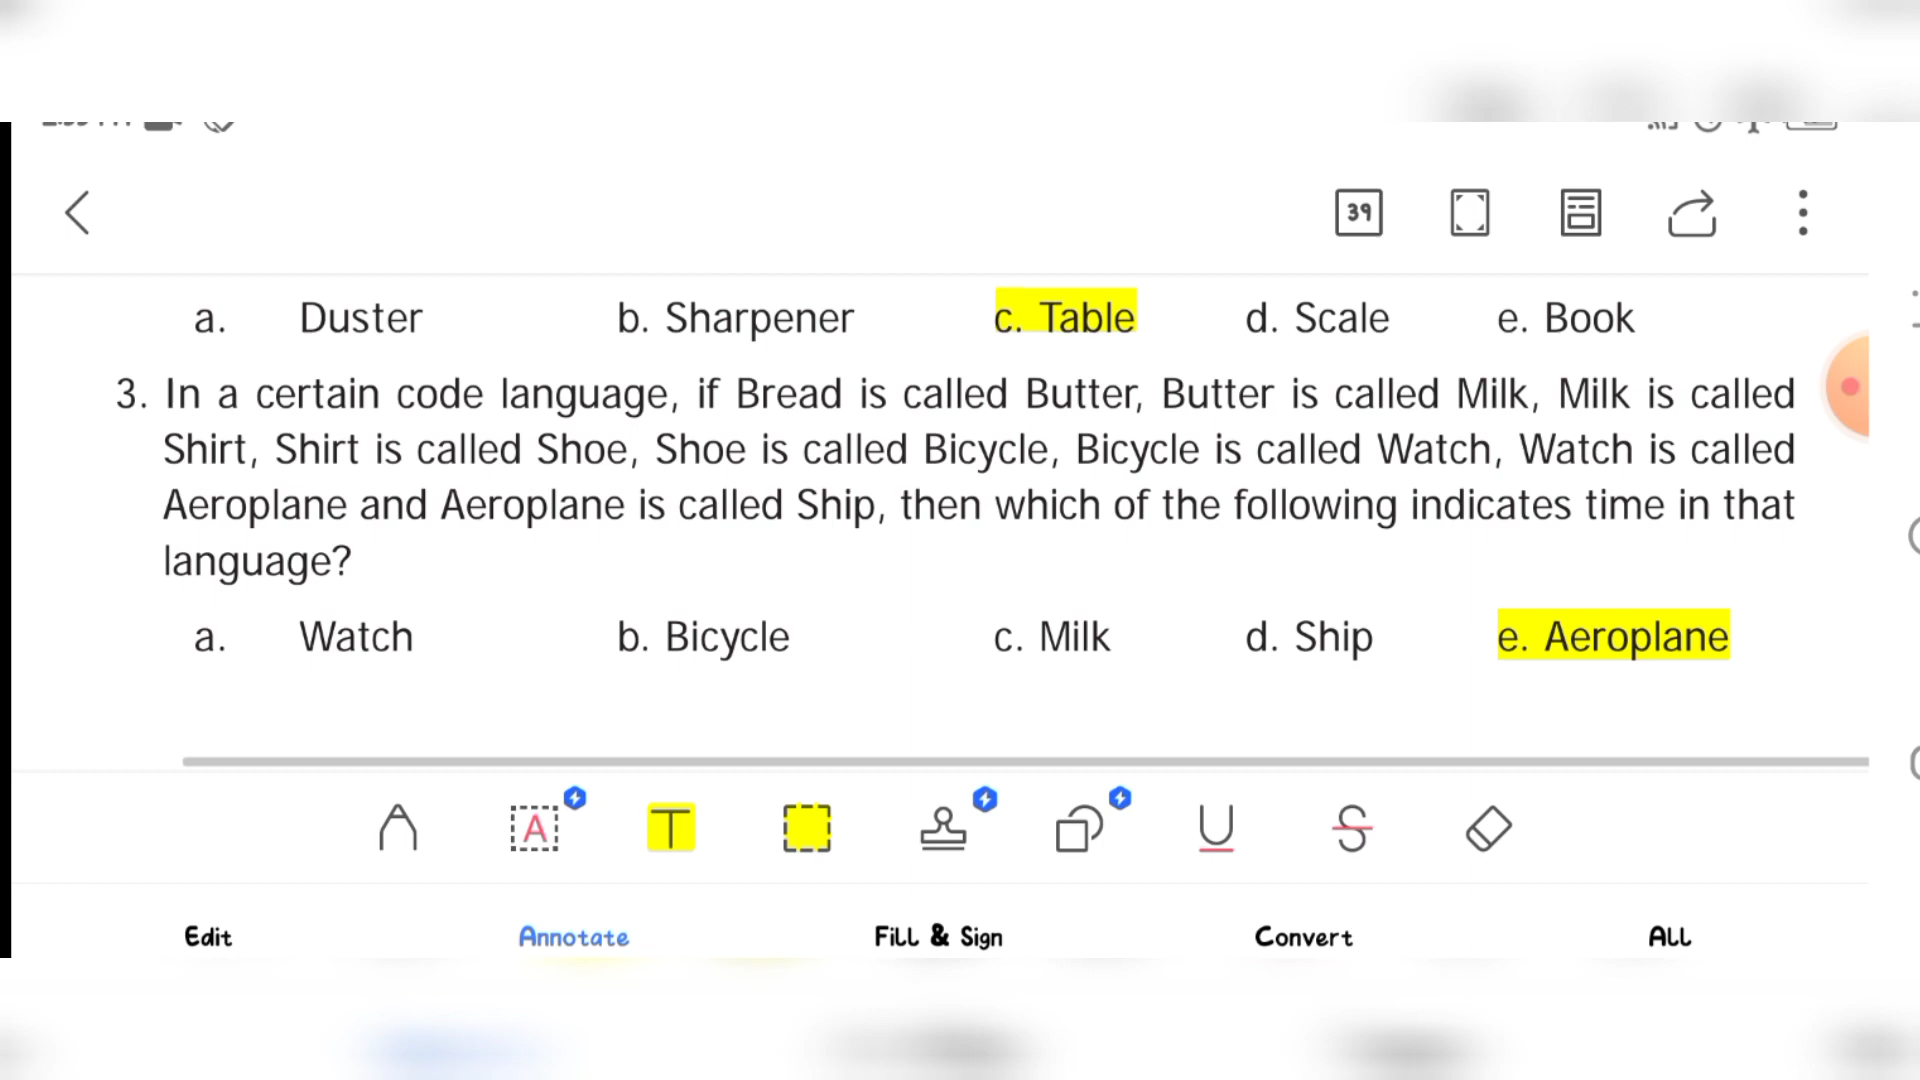 39
a. Duster b. Sharpener c. Table d. Scale e. Book
3. In a certain code language, if Bread is called Butter, Butter is called Milk, Milk is called
Shirt, Shirt is called Shoe, Shoe is called Bicycle, Bicycle is called Watch, Watch is called
Aeroplane and Aeroplane is called Ship, then which of the following indicates time in that
language?
a. Watch b. Bicycle c. Milk d. Ship e. Aeroplane
A T U S
Edit Annotate Fill & Sign Convert All